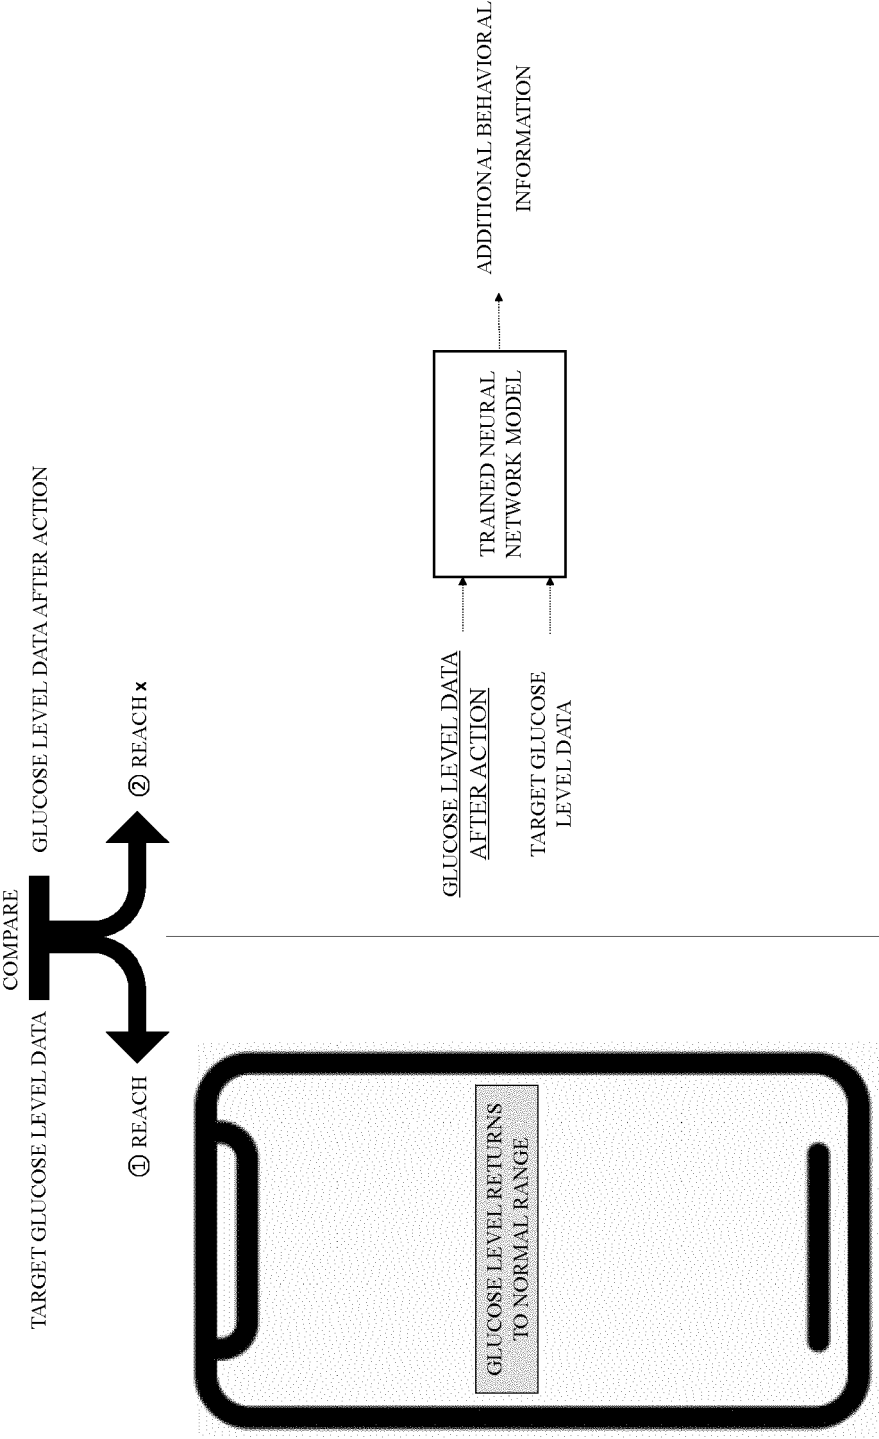 COMPARE
TARGET GLUCOSE LEVEL DATA
GLUCOSE LEVEL DATA AFTER ACTION
① REACH
② REACH x
GLUCOSE LEVEL RETURNS
TO NORMAL RANGE
GLUCOSE LEVEL DATA
AFTER ACTION
TARGET GLUCOSE
LEVEL DATA
TRAINED NEURAL
NETWORK MODEL
ADDITIONAL BEHAVIORAL
INFORMATION